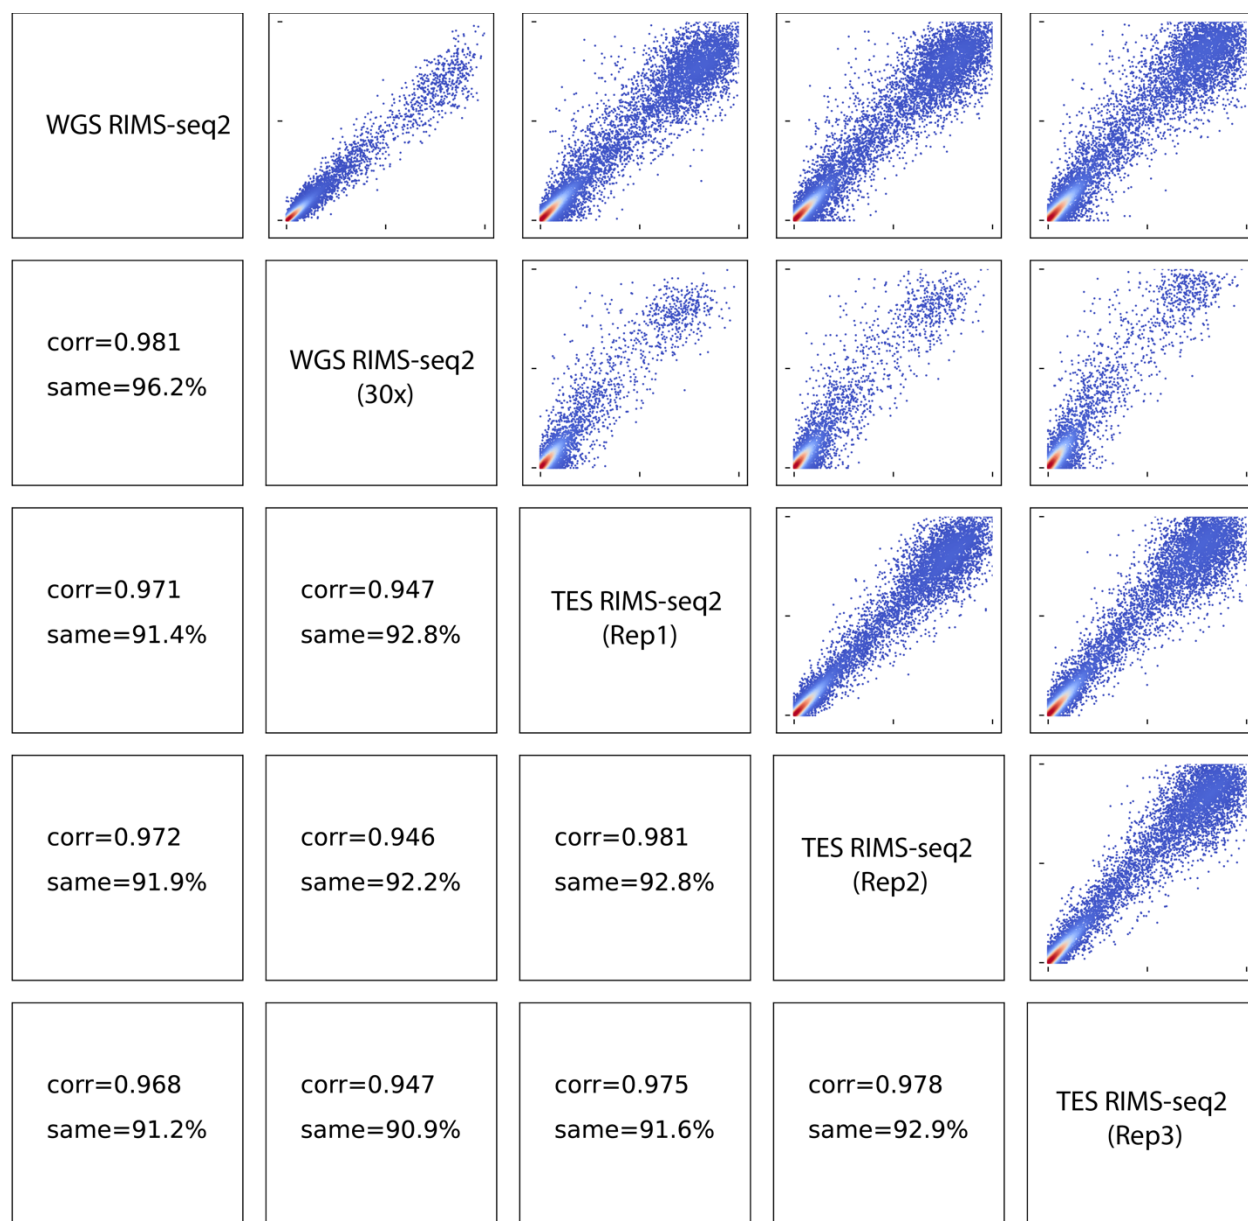 WGS RIMS-seq2
corr=0.981
same=96.2%
WGS RIMS-seq2
(30x)
corr=0.971
same=91.4%
corr=0.947
same=92.8%
TES RIMS-seq2
(Rep1)
corr=0.972
same=91.9%
corr=0.946
same=92.2%
corr=0.981
same=92.8%
TES RIMS-seq2
(Rep2)
corr=0.968
same=91.2%
corr=0.947
same=90.9%
corr=0.975
same=91.6%
corr=0.978
same=92.9%
TES RIMS-seq2
(Rep3)